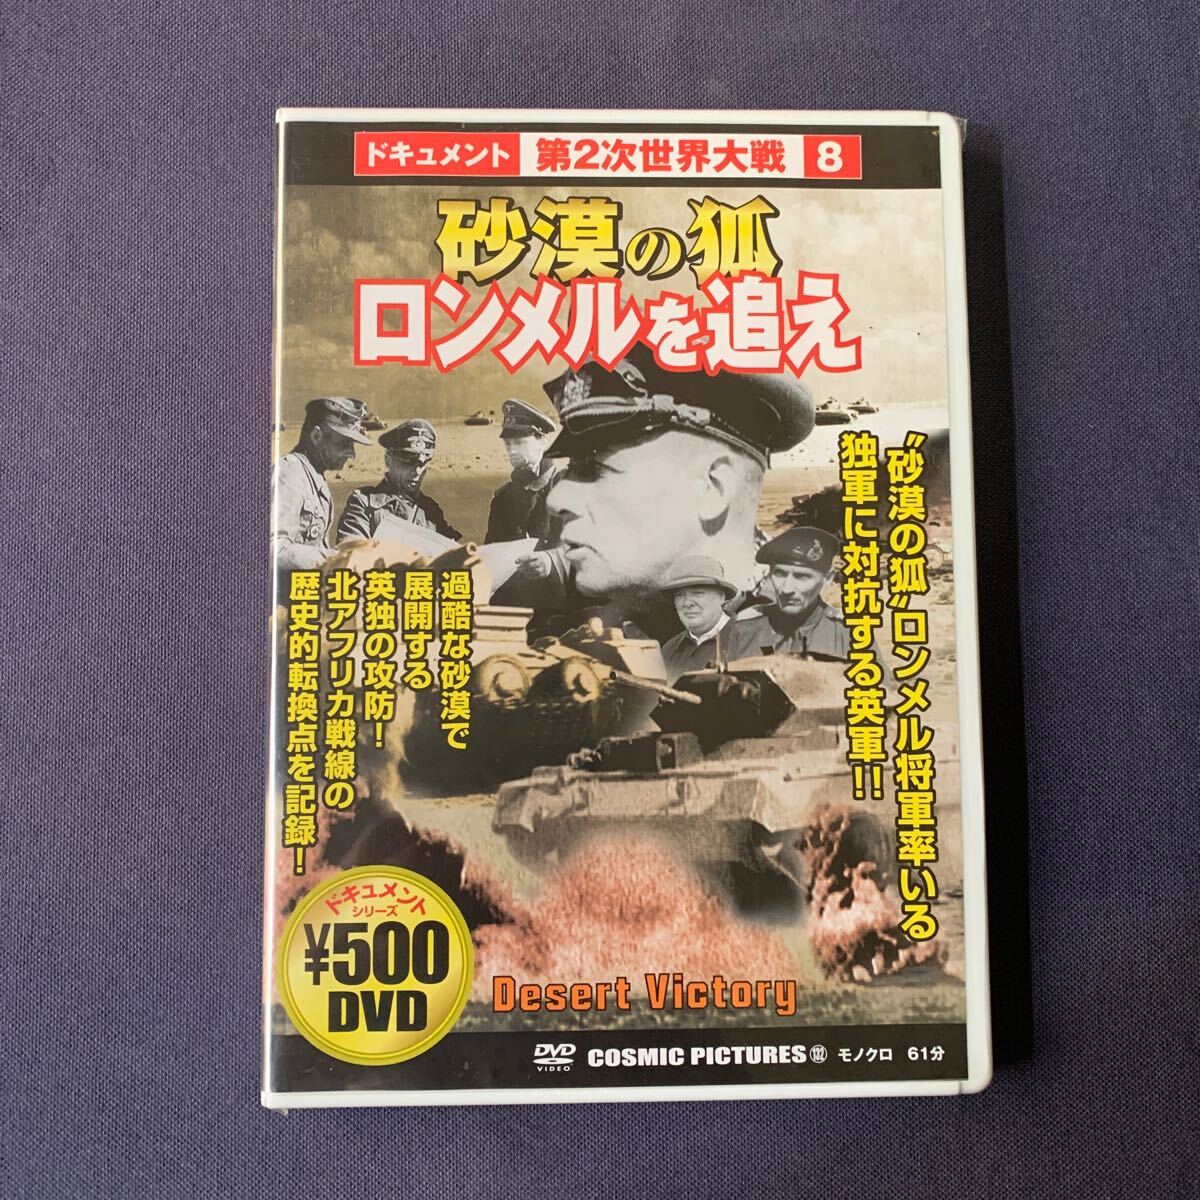 ドキュメント 第2次世界大戦 8
砂漠の狐
ロンメルを追え
〝砂漠の狐〟ロンメル将軍率いる
独軍に対抗する英軍!!
過酷な砂漠で
展開する
英独の攻防!
北アフリカ戦線の
歴史的転換点を記録!
ドキュメント
シリーズ
¥500
DVD
Desert Victory
DVD
VIDEO
COSMIC PICTURES 132 モノクロ 61分